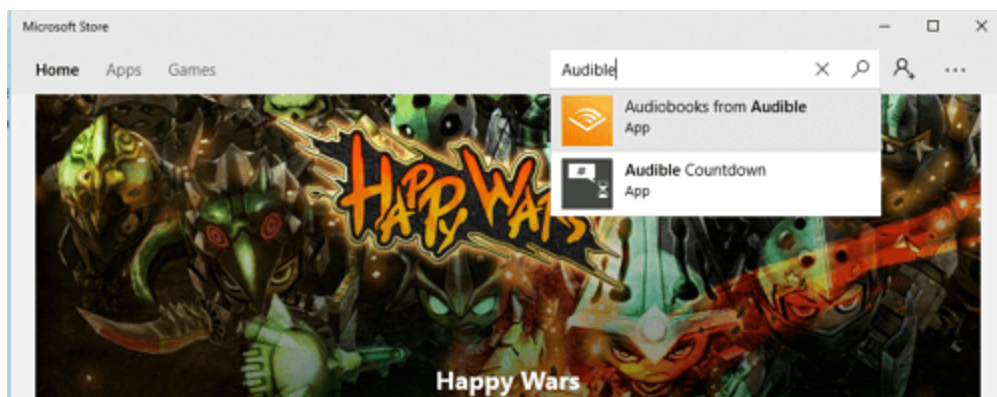 Microsoft Store
Home Apps Games
Audible
Audiobooks from Audible
App
#
Audible Countdown
App
HAPPY WARS
Happy Wars